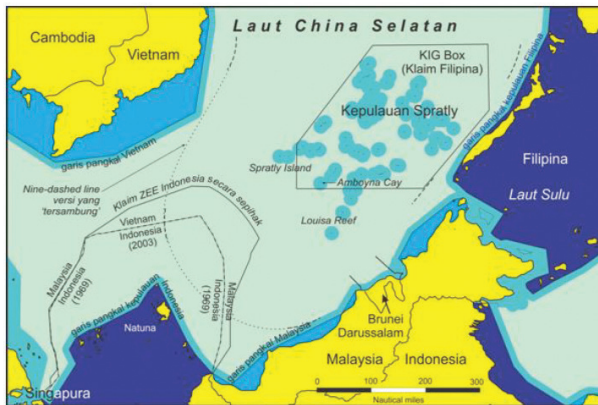 Laut China Selatan
Cambodia
Vietnam
KIG Box
(Klaim Filipina)
Kepulauan Spratly
garis pangkal kepulauan Filipina
garis pangkal Vietnam
Spratly Island
Amboyna Cay
Filipina
Laut Sulu
Nine-dashed line
versi yang
'tersambung'
Klaim ZEE Indonesia secara sepihak
Louisa Reef
Vietnam
Indonesia
(2003)
Malaysia
Indonesia
(1969)
Malaysia
Indonesia
(1969)
garis pangkal kepulauan Indonesia
Natuna
garis pangkal Malaysia
Brunei
Darussalam
Malaysia
Indonesia
Singapura
0 100 200 300
Nautical miles